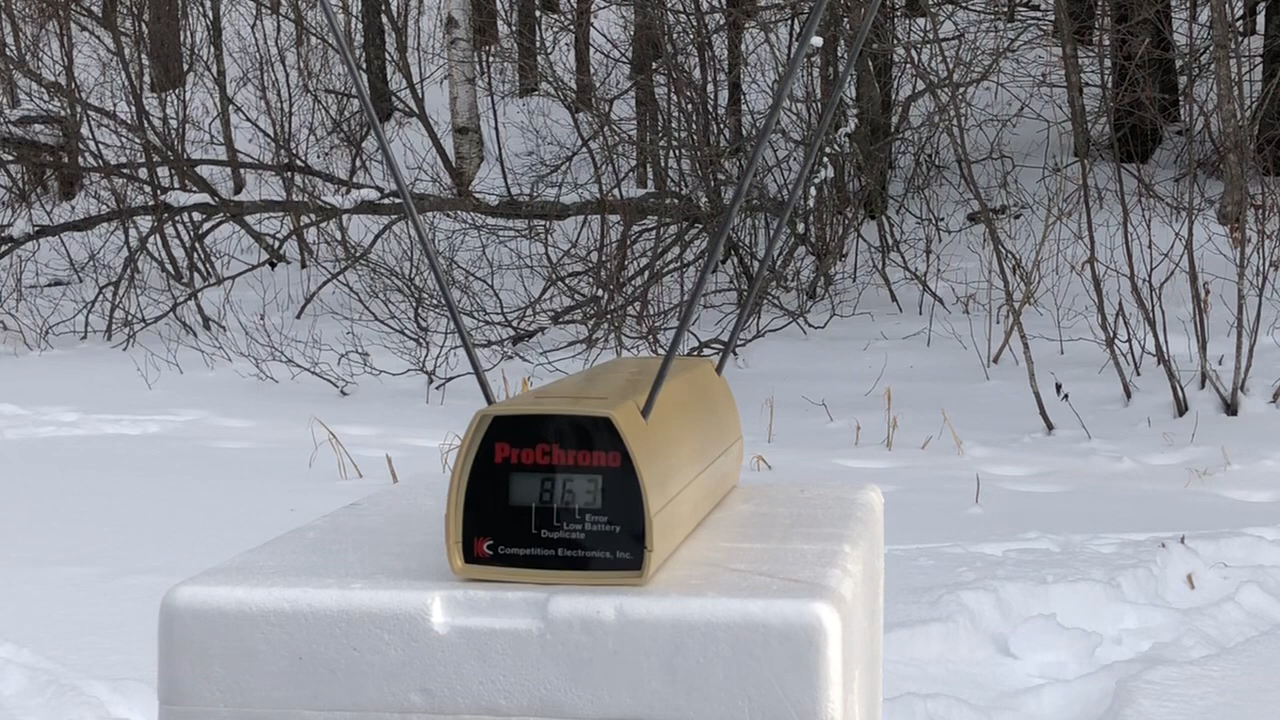 ProChrono
863
Error
Low Battery
Duplicate
Competition Electronics, Inc.